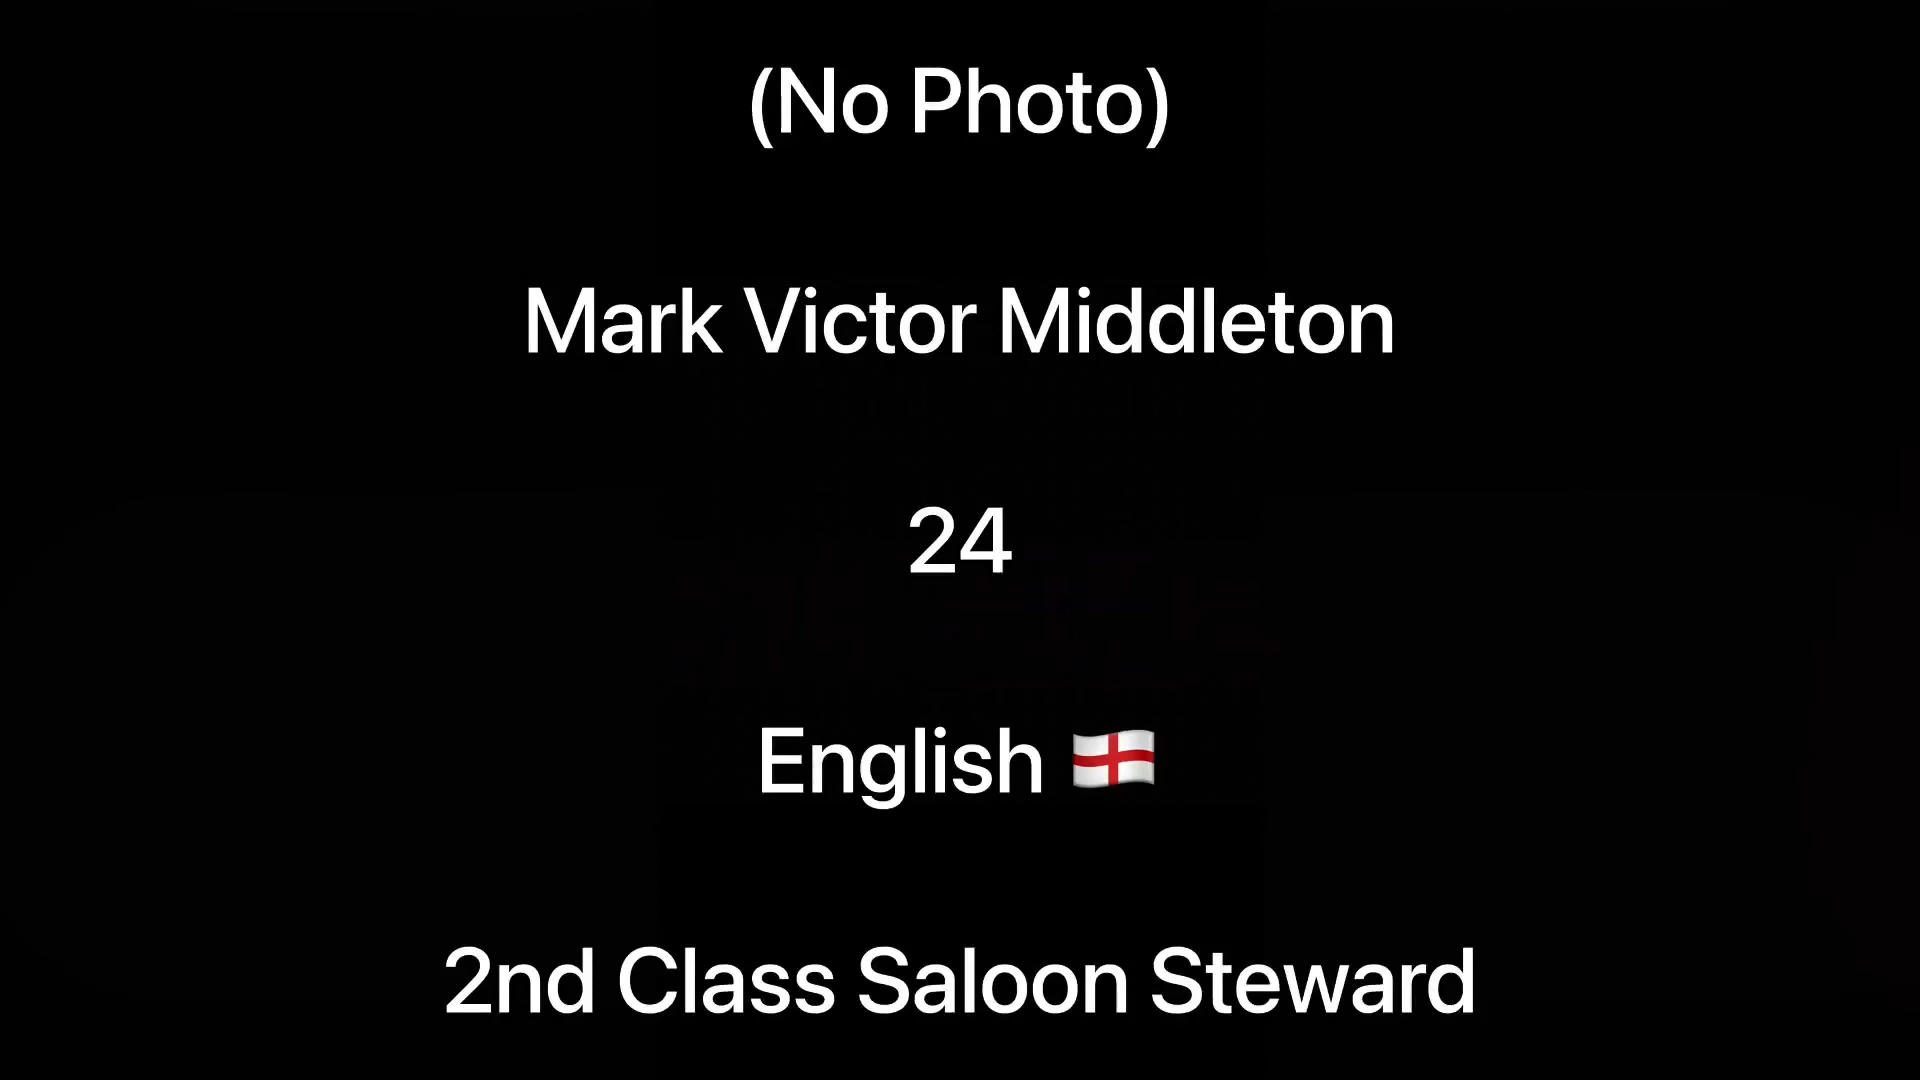 (No Photo)
Mark Victor Middleton
24
English 🏴󠁧󠁢󠁥󠁮󠁧󠁿
2nd Class Saloon Steward